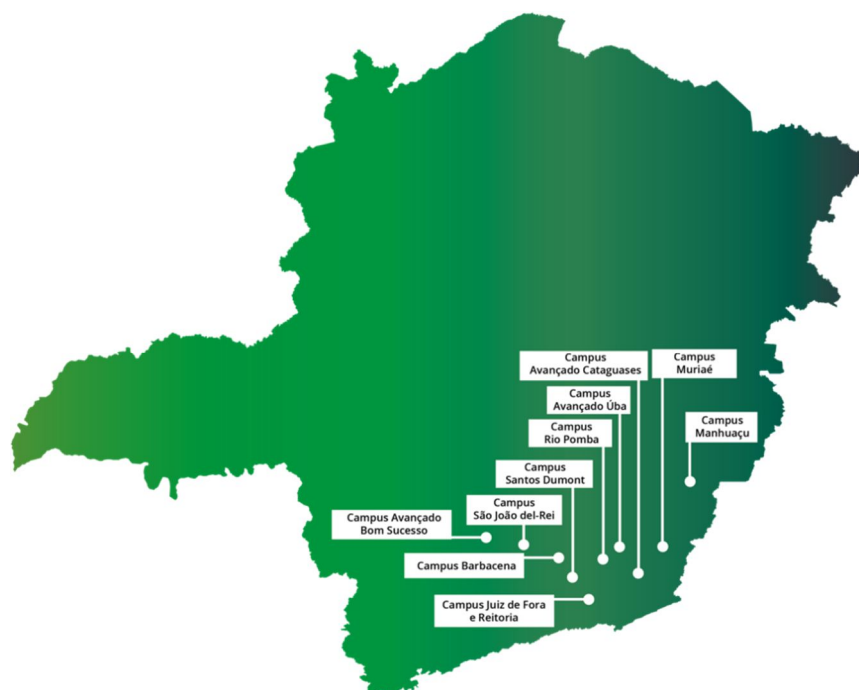 Campus
Avançado Cataguases
Campus
Muriaé
Campus
Avançado Úba
Campus
Manhuaçu
Campus
Rio Pomba
Campus
Santos Dumont
Campus
São João del-Rei
Campus Avançado
Bom Sucesso
Campus Barbacena
Campus Juiz de Fora
e Reitoria